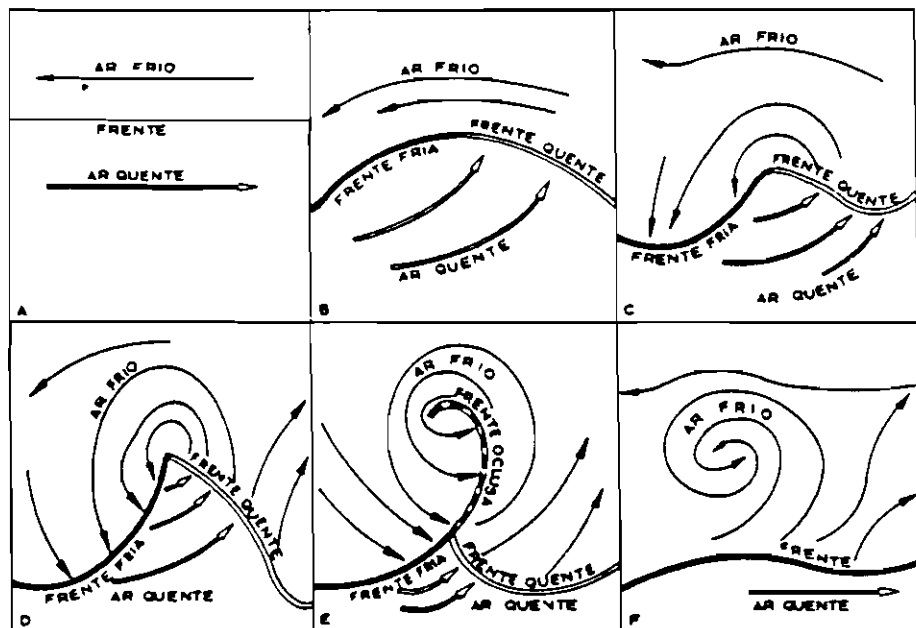 AR FRIO
FRENTE
AR QUENTE
A
AR FRIO
FRENTE FRIA
FRENTE QUENTE
AR QUENTE
B
AR FRIO
FRENTE QUENTE
FRENTE FRIA
AR QUENTE
C
AR FRIO
FRENTE QUENTE
FRENTE FRIA
AR QUENTE
D
AR FRIO
FRENTE OCLUSA
FRENTE FRIA
FRENTE QUENTE
AR QUENTE
E
AR FRIO
FRENTE
AR QUENTE
F